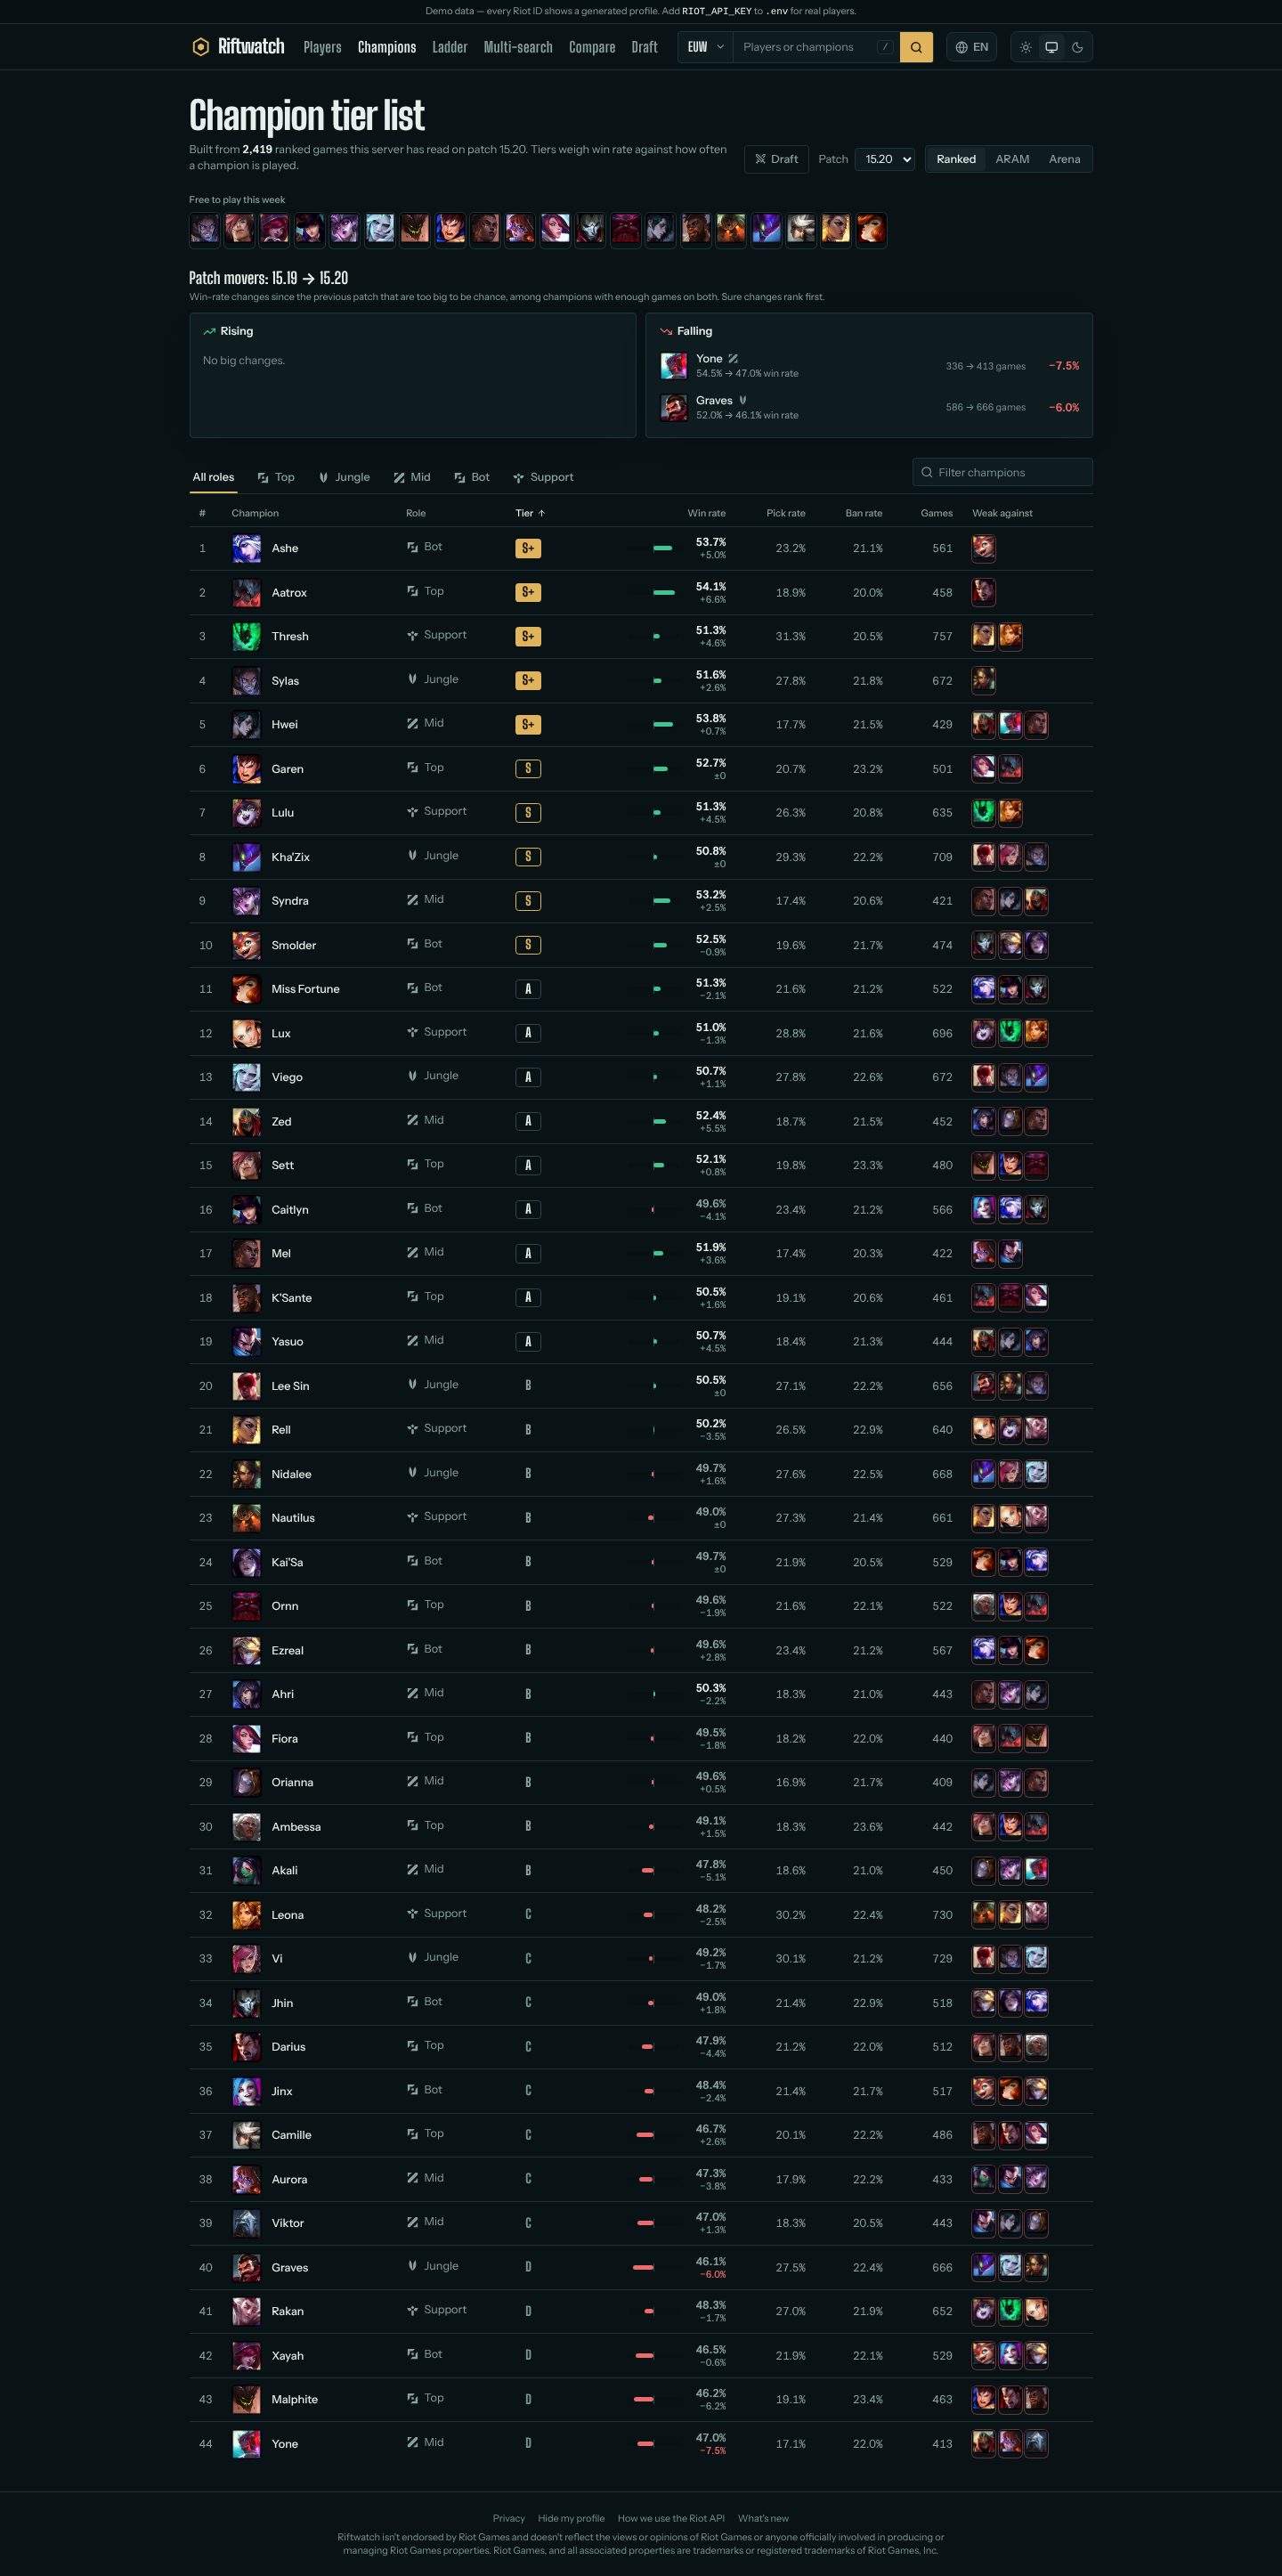 Demo data — every Riot ID shows a generated profile. Add RIOT_API_KEY to .env for real players.
Riftwatch Players Champions Ladder Multi-search Compare Draft EUW Players or champions / EN
Champion tier list
Built from 2,419 ranked games this server has read on patch 15.20. Tiers weigh win rate against how often
a champion is played.
Draft Patch 15.20 Ranked ARAM Arena
Free to play this week
Patch movers: 15.19 → 15.20
Win-rate changes since the previous patch that are too big to be chance, among champions with enough games on both. Sure changes rank first.
Rising
No big changes.
Falling
Yone
54.5% → 47.0% win rate
336 → 413 games −7.5%
Graves
52.0% → 46.1% win rate
586 → 666 games −6.0%
All roles Top Jungle Mid Bot Support Filter champions
# Champion Role Tier ↑ Win rate Pick rate Ban rate Games Weak against
1 Ashe Bot S+ 53.7% +5.0% 23.2% 21.1% 561
2 Aatrox Top S+ 54.1% +6.6% 18.9% 20.0% 458
3 Thresh Support S+ 51.3% +4.6% 31.3% 20.5% 757
4 Sylas Jungle S+ 51.6% +2.6% 27.8% 21.8% 672
5 Hwei Mid S+ 53.8% +0.7% 17.7% 21.5% 429
6 Garen Top S 52.7% ±0 20.7% 23.2% 501
7 Lulu Support S 51.3% +4.5% 26.3% 20.8% 635
8 Kha'Zix Jungle S 50.8% ±0 29.3% 22.2% 709
9 Syndra Mid S 53.2% +2.5% 17.4% 20.6% 421
10 Smolder Bot S 52.5% −0.9% 19.6% 21.7% 474
11 Miss Fortune Bot A 51.3% −2.1% 21.6% 21.2% 522
12 Lux Support A 51.0% −1.3% 28.8% 21.6% 696
13 Viego Jungle A 50.7% +1.1% 27.8% 22.6% 672
14 Zed Mid A 52.4% +5.5% 18.7% 21.5% 452
15 Sett Top A 52.1% +0.8% 19.8% 23.3% 480
16 Caitlyn Bot A 49.6% −4.1% 23.4% 21.2% 566
17 Mel Mid A 51.9% +3.6% 17.4% 20.3% 422
18 K'Sante Top A 50.5% +1.6% 19.1% 20.6% 461
19 Yasuo Mid A 50.7% +4.5% 18.4% 21.3% 444
20 Lee Sin Jungle B 50.5% ±0 27.1% 22.2% 656
21 Rell Support B 50.2% −3.5% 26.5% 22.9% 640
22 Nidalee Jungle B 49.7% +1.6% 27.6% 22.5% 668
23 Nautilus Support B 49.0% ±0 27.3% 21.4% 661
24 Kai'Sa Bot B 49.7% ±0 21.9% 20.5% 529
25 Ornn Top B 49.6% −1.9% 21.6% 22.1% 522
26 Ezreal Bot B 49.6% +2.8% 23.4% 21.2% 567
27 Ahri Mid B 50.3% −2.2% 18.3% 21.0% 443
28 Fiora Top B 49.5% −1.8% 18.2% 22.0% 440
29 Orianna Mid B 49.6% +0.5% 16.9% 21.7% 409
30 Ambessa Top B 49.1% +1.5% 18.3% 23.6% 442
31 Akali Mid B 47.8% −5.1% 18.6% 21.0% 450
32 Leona Support C 48.2% −2.5% 30.2% 22.4% 730
33 Vi Jungle C 49.2% −1.7% 30.1% 21.2% 729
34 Jhin Bot C 49.0% +1.8% 21.4% 22.9% 518
35 Darius Top C 47.9% −4.4% 21.2% 22.0% 512
36 Jinx Bot C 48.4% −2.4% 21.4% 21.7% 517
37 Camille Top C 46.7% +2.6% 20.1% 22.2% 486
38 Aurora Mid C 47.3% −3.8% 17.9% 22.2% 433
39 Viktor Mid C 47.0% +1.3% 18.3% 20.5% 443
40 Graves Jungle D 46.1% −6.0% 27.5% 22.4% 666
41 Rakan Support D 48.3% −1.7% 27.0% 21.9% 652
42 Xayah Bot D 46.5% −0.6% 21.9% 22.1% 529
43 Malphite Top D 46.2% −6.2% 19.1% 23.4% 463
44 Yone Mid D 47.0% −7.5% 17.1% 22.0% 413
Privacy Hide my profile How we use the Riot API What's new
Riftwatch isn't endorsed by Riot Games and doesn't reflect the views or opinions of Riot Games or anyone officially involved in producing or
managing Riot Games properties. Riot Games, and all associated properties are trademarks or registered trademarks of Riot Games, Inc.